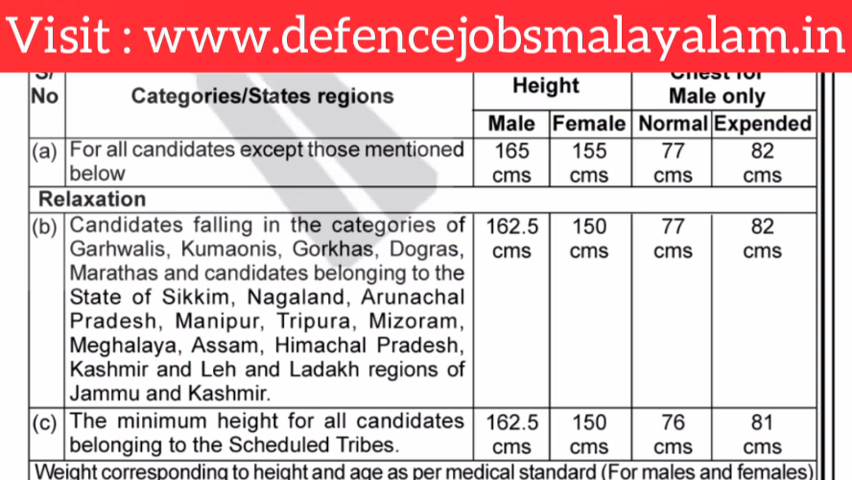 Visit : www.defencejobsmalayalam.in
S/ Chest for
No Categories/States regions Height Male only
Male Female Normal Expended
(a) For all candidates except those mentioned 165 155 77 82
below cms cms cms cms
Relaxation
(b) Candidates falling in the categories of 162.5 150 77 82
Garhwalis, Kumaonis, Gorkhas, Dogras, cms cms cms cms
Marathas and candidates belonging to the
State of Sikkim, Nagaland, Arunachal
Pradesh, Manipur, Tripura, Mizoram,
Meghalaya, Assam, Himachal Pradesh,
Kashmir and Leh and Ladakh regions of
Jammu and Kashmir.
(c) The minimum height for all candidates 162.5 150 76 81
belonging to the Scheduled Tribes. cms cms cms cms
Weight corresponding to height and age as per medical standard (For males and females)